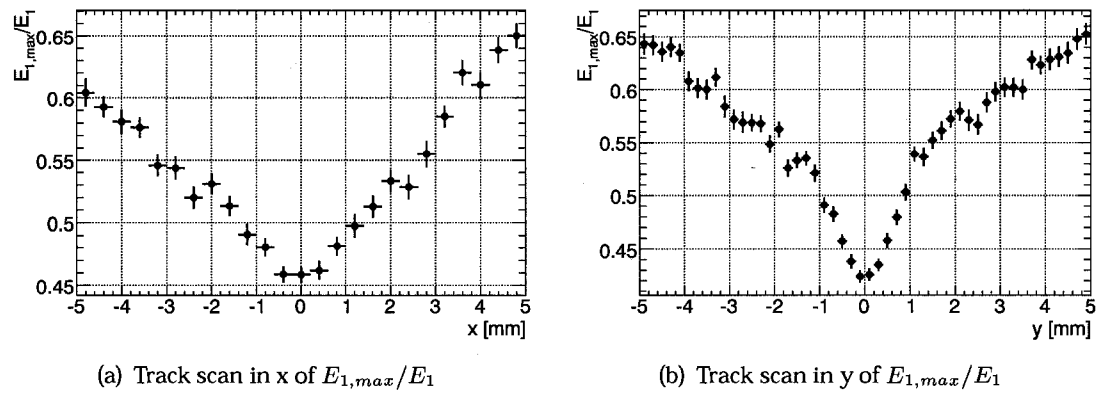 E1,max/E1
0.65
0.6
0.55
0.5
0.45
-5 -4 -3 -2 -1 0 1 2 3 4 5
x [mm]
(a) Track scan in x of E1,max/E1
E1,max/E1
0.65
0.6
0.55
0.5
0.45
-5 -4 -3 -2 -1 0 1 2 3 4 5
y [mm]
(b) Track scan in y of E1,max/E1